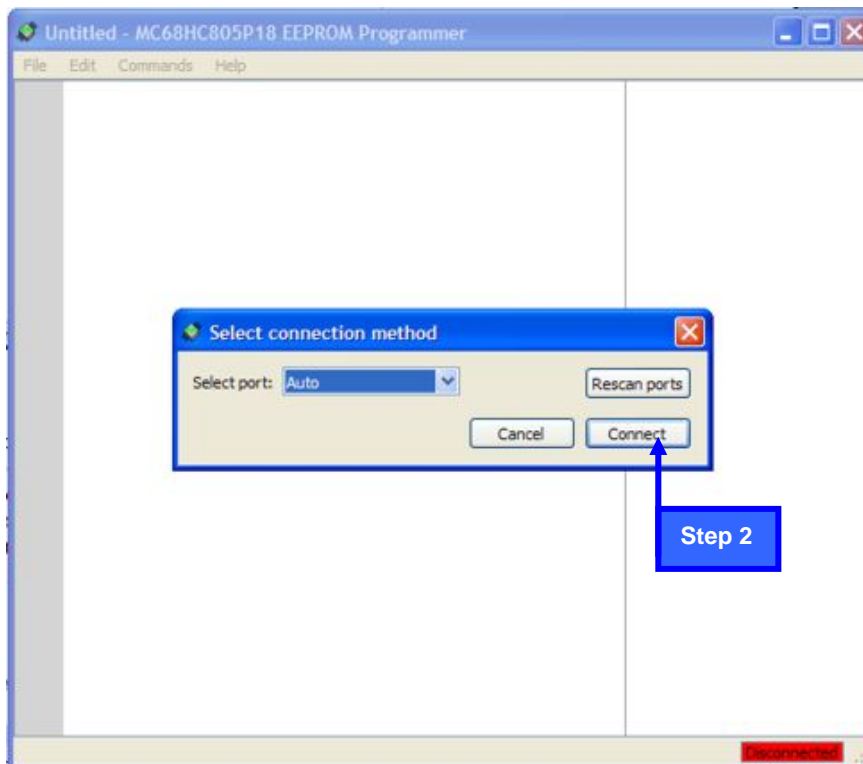 Untitled - MC68HC805P18 EEPROM Programmer
File Edit Commands Help
Select connection method
Select port: Auto
Rescan ports
Cancel Connect
Step 2
Disconnected